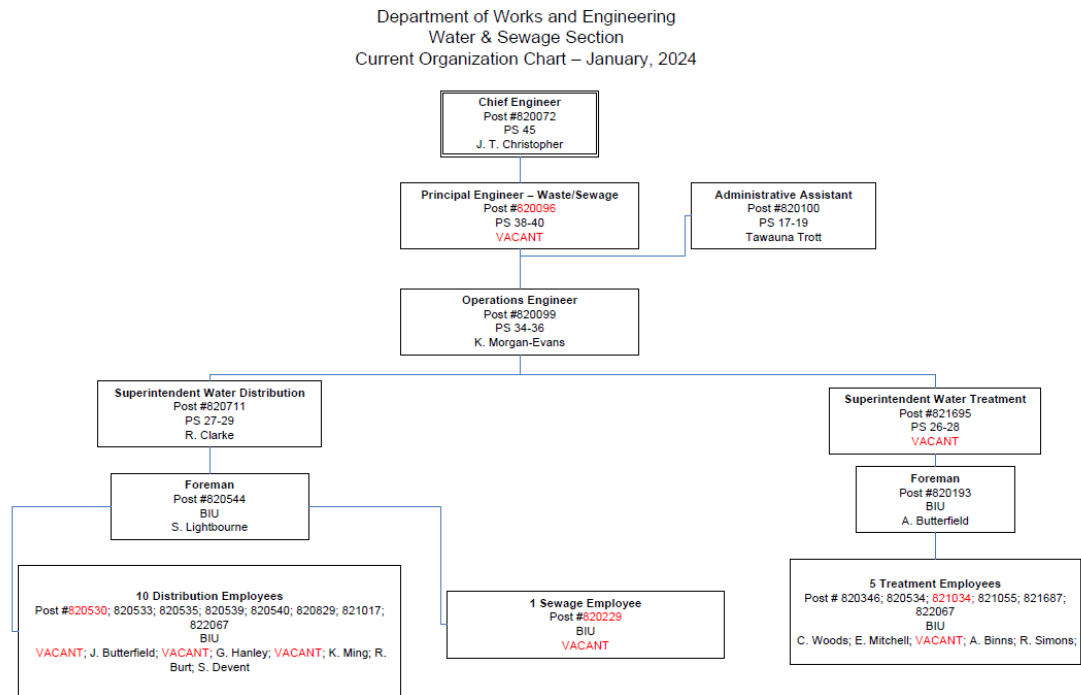 Department of Works and Engineering
Water & Sewage Section
Current Organization Chart – January, 2024
Chief Engineer
Post #820072
PS 45
J. T. Christopher
Principal Engineer – Waste/Sewage
Post #820096
PS 38-40
VACANT
Administrative Assistant
Post #820100
PS 17-19
Tawauna Trott
Operations Engineer
Post #820099
PS 34-36
K. Morgan-Evans
Superintendent Water Distribution
Post #820711
PS 27-29
R. Clarke
Superintendent Water Treatment
Post #821695
PS 26-28
VACANT
Foreman
Post #820544
BIU
S. Lightbourne
Foreman
Post #820193
BIU
A. Butterfield
10 Distribution Employees
Post #820530; 820533; 820535; 820539; 820540; 820829; 821017;
822067
BIU
VACANT; J. Butterfield; VACANT; G. Hanley; VACANT; K. Ming; R.
Burt; S. Devent
1 Sewage Employee
Post #820229
BIU
VACANT
5 Treatment Employees
Post # 820346; 820534; 821034; 821055; 821687;
822067
BIU
C. Woods; E. Mitchell; VACANT; A. Binns; R. Simons;